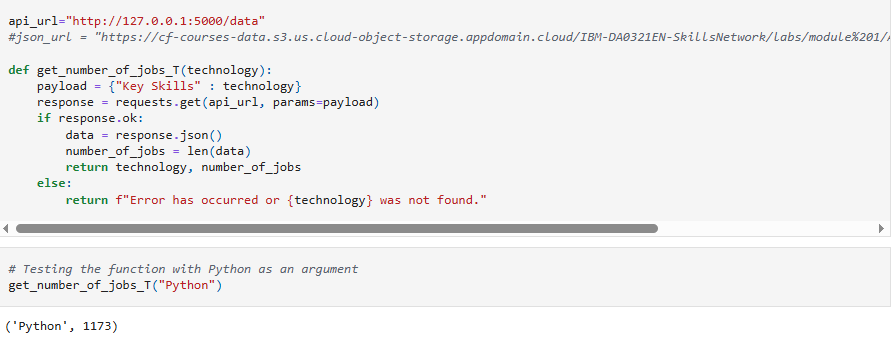 api_url="http://127.0.0.1:5000/data"
#json_url = "https://cf-courses-data.s3.us.cloud-object-storage.appdomain.cloud/IBM-DA0321EN-SkillsNetwork/labs/module%201/
def get_number_of_jobs_T(technology):
    payload = {"Key Skills" : technology}
    response = requests.get(api_url, params=payload)
    if response.ok:
        data = response.json()
        number_of_jobs = len(data)
        return technology, number_of_jobs
    else:
        return f"Error has occurred or {technology} was not found."
# Testing the function with Python as an argument
get_number_of_jobs_T("Python")
('Python', 1173)